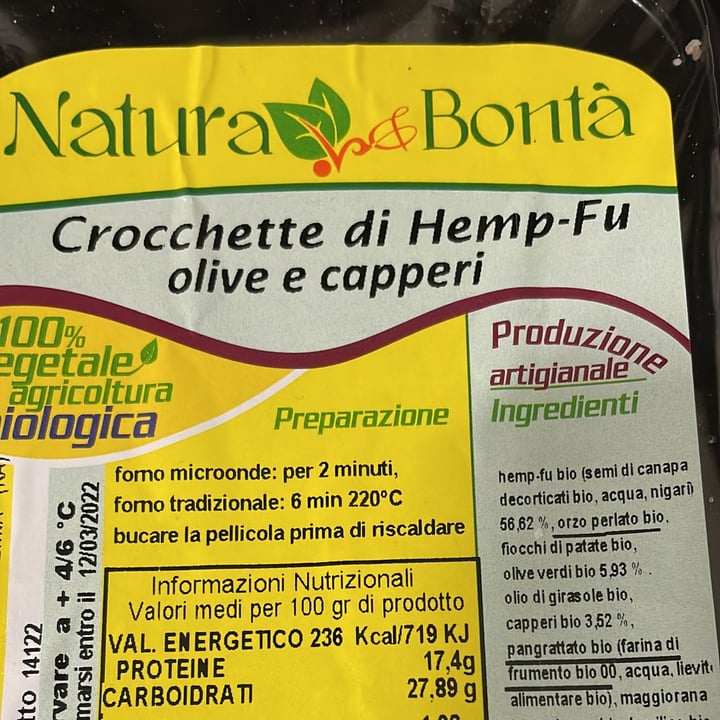 Natura & Bontà
Crocchette di Hemp-Fu
olive e capperi
100%
egetale
agricoltura
iologica
Preparazione
forno microonde: per 2 minuti,
forno tradizionale: 6 min 220°C
bucare la pellicola prima di riscaldare
Informazioni Nutrizionali
Valori medi per 100 gr di prodotto
VAL. ENERGETICO 236 Kcal/719 KJ
PROTEINE 17,4g
CARBOIDRATI 27,89 g
Produzione
artigianale
Ingredienti
hemp-fu bio (semi di canapa
decorticati bio, acqua, nigari)
56,62 %, orzo perlato bio,
fiocchi di patate bio,
olive verdi bio 5,93 %
olio di girasole bio,
capperi bio 3,52 %,
pangrattato bio (farina di
frumento bio 00, acqua, lievit
alimentare bio), maggiorana
tto 14122
rvare a + 4/6 °C
marsi entro il 12/03/2022